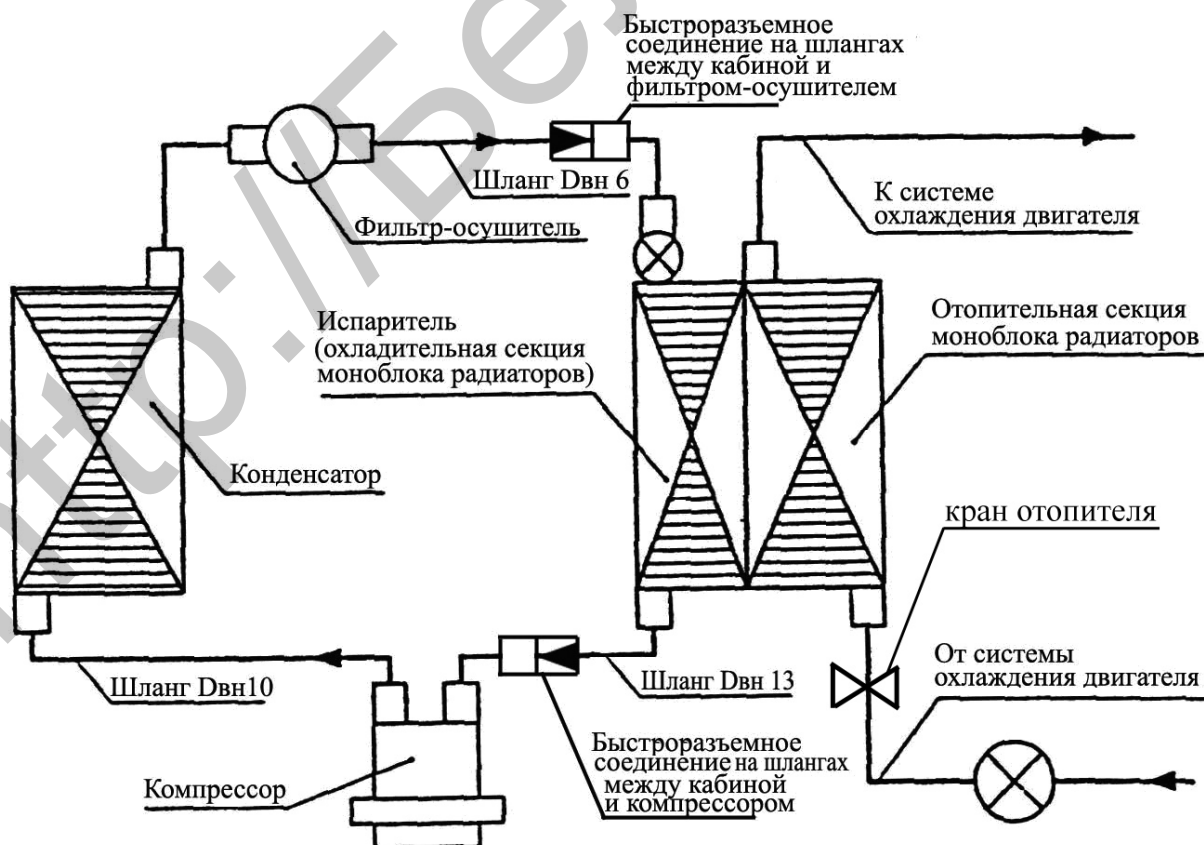 Быстроразъемное
соединение на шлангах
между кабиной и
фильтром-осушителем
Шланг Dвн 6
К системе
охлаждения двигателя
Фильтр-осушитель
Испаритель
(охладительная секция
моноблока радиаторов)
Отопительная секция
моноблока радиаторов
Конденсатор
кран отопителя
Шланг Dвн10
Шланг Dвн 13
От системы
охлаждения двигателя
Быстроразъемное
соединение на шлангах
между кабиной
и компрессором
Компрессор
http://Бе